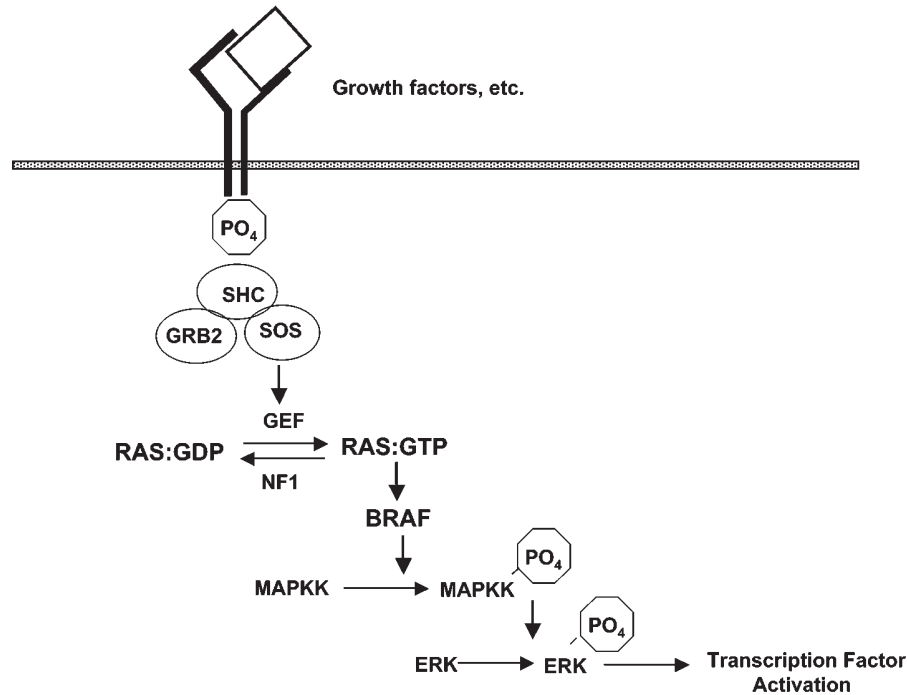 Growth factors, etc.
PO4
SHC
GRB2
SOS
GEF
RAS:GDP
RAS:GTP
NF1
BRAF
PO4
MAPKK
MAPKK
PO4
ERK
ERK
Transcription Factor
Activation